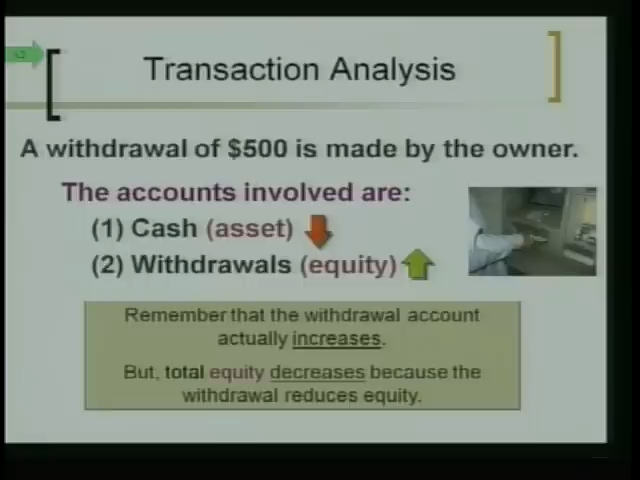 Transaction Analysis
A withdrawal of $500 is made by the owner.
The accounts involved are:
(1) Cash (asset)
(2) Withdrawals (equity)
Remember that the withdrawal account
actually increases.
But, total equity decreases because the
withdrawal reduces equity.